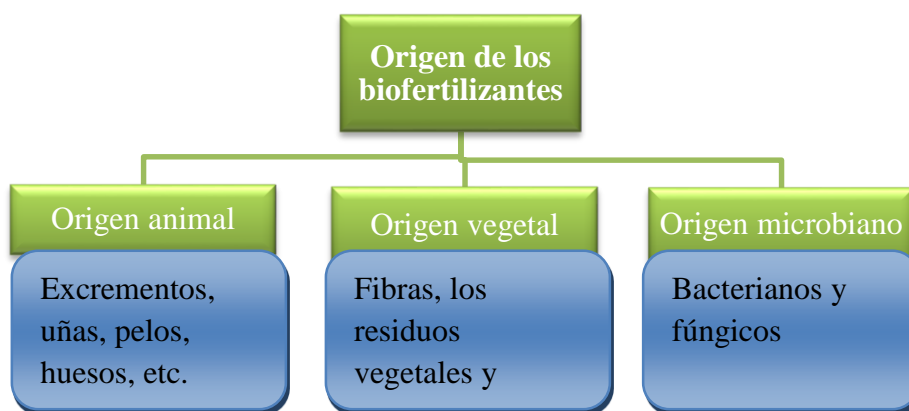 Origen de los
biofertilizantes
Origen animal
Excrementos,
uñas, pelos,
huesos, etc.
Origen vegetal
Fibras, los
residuos
vegetales y
Origen microbiano
Bacterianos y
fúngicos